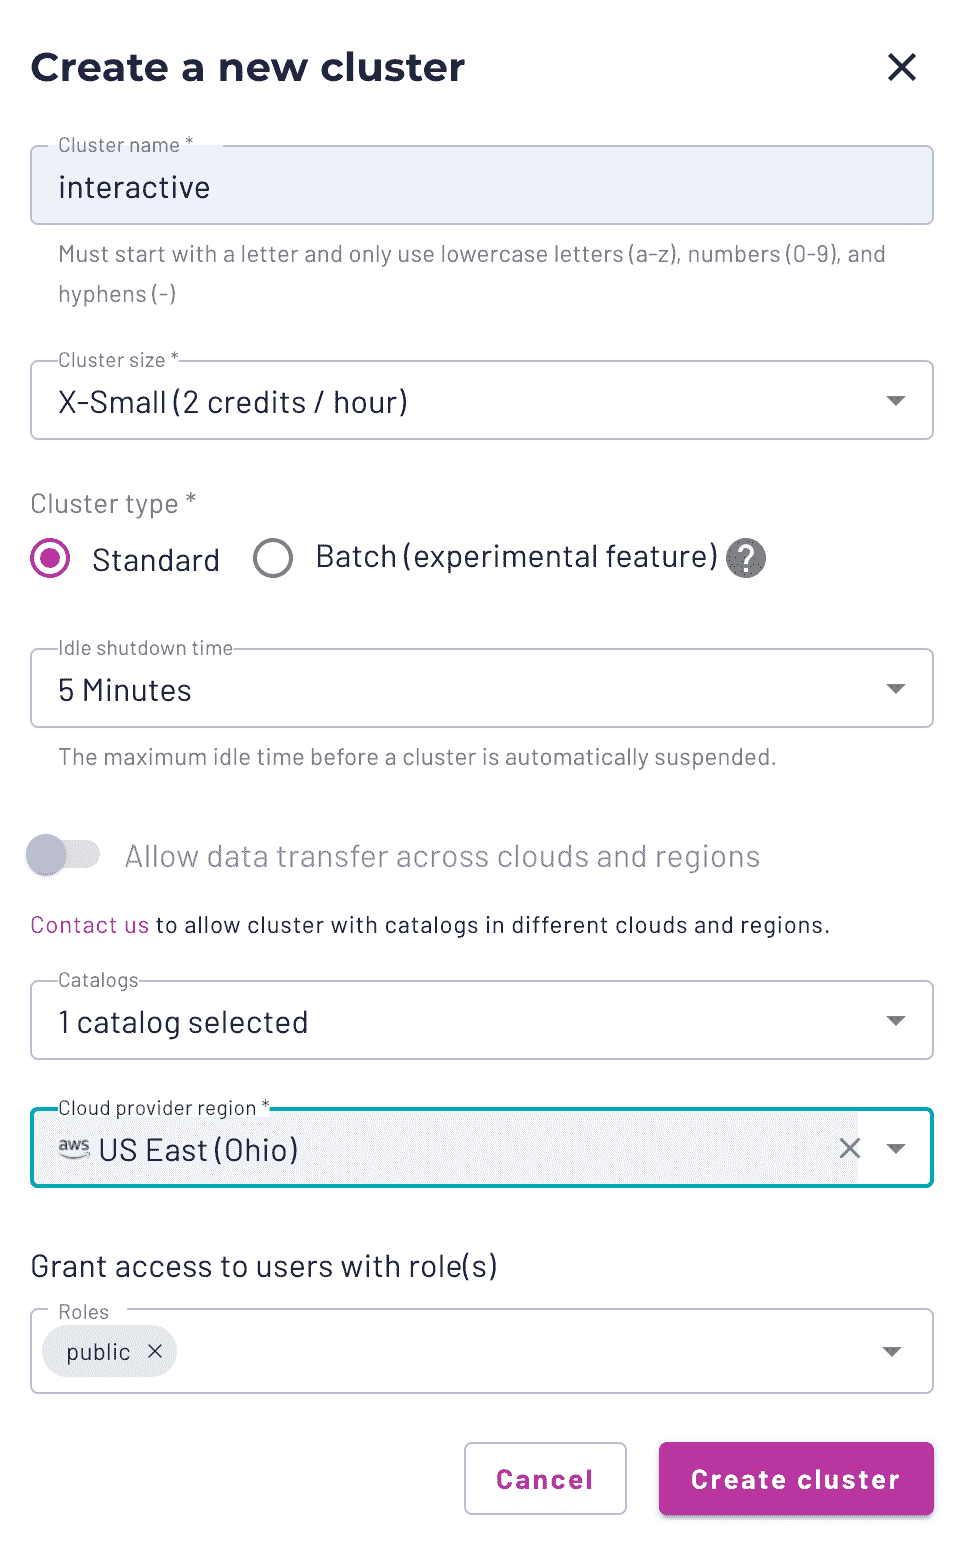 Create a new cluster
Cluster name *
interactive
Must start with a letter and only use lowercase letters (a-z), numbers (0-9), and
hyphens (-)
Cluster size *
X-Small (2 credits / hour)
Cluster type *
Standard Batch (experimental feature) ?
Idle shutdown time
5 Minutes
The maximum idle time before a cluster is automatically suspended.
Allow data transfer across clouds and regions
Contact us to allow cluster with catalogs in different clouds and regions.
Catalogs
1 catalog selected
Cloud provider region *
aws US East (Ohio)
Grant access to users with role(s)
Roles
public
Cancel Create cluster